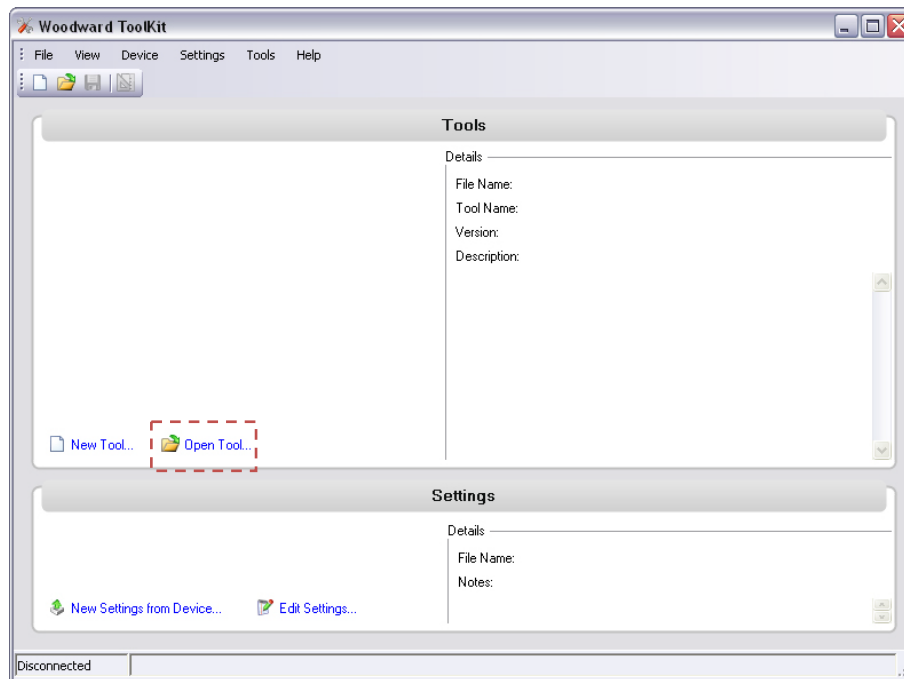 Woodward ToolKit
File View Device Settings Tools Help
Tools
Details
File Name:
Tool Name:
Version:
Description:
New Tool... Open Tool...
Settings
Details
File Name:
Notes:
New Settings from Device... Edit Settings...
Disconnected